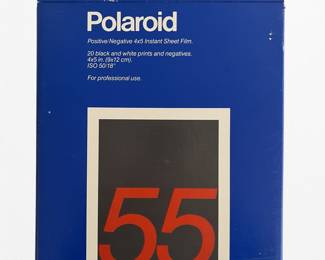 Polaroid
Positive/Negative 4x5 Instant Sheet Film.
20 black and white prints and negatives.
4x5 in. (9x12 cm).
ISO 50/18°
For professional use.
55